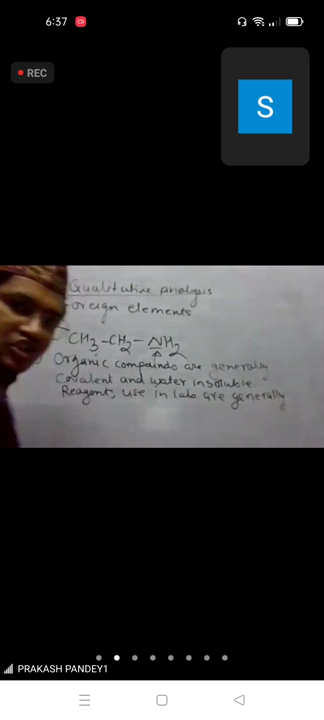 6:37
REC
S
Qualitative analysis
Foreign elements
CH3-CH2-NH2
Organic compounds are generally
covalent and water insoluble
Reagents use in lab are generally
PRAKASH PANDEY1